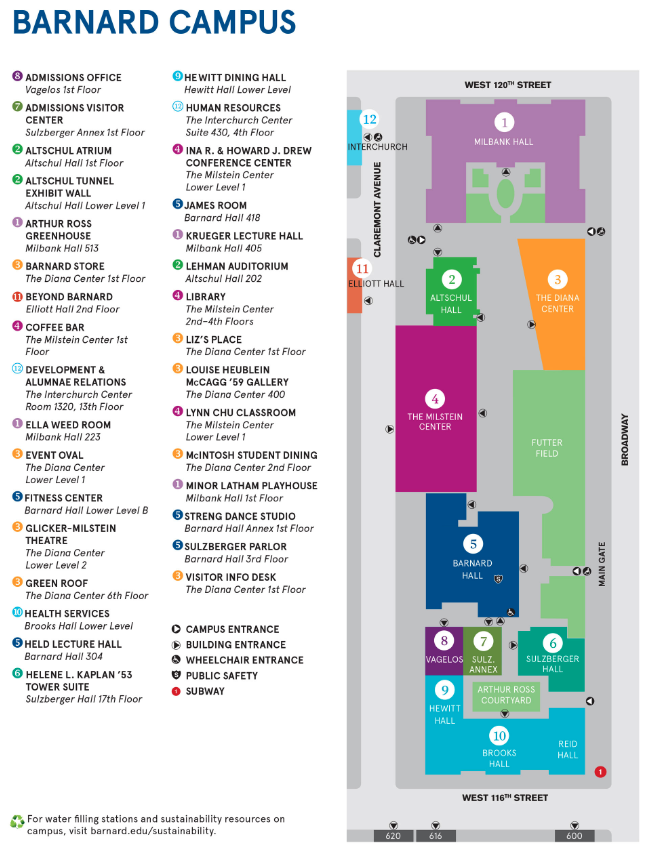 BARNARD CAMPUS
8 ADMISSIONS OFFICE
Vagelos 1st Floor
7 ADMISSIONS VISITOR
CENTER
Sulzberger Annex 1st Floor
2 ALTSCHUL ATRIUM
Altschul Hall 1st Floor
2 ALTSCHUL TUNNEL
EXHIBIT WALL
Altschul Hall Lower Level 1
1 ARTHUR ROSS
GREENHOUSE
Milbank Hall 513
3 BARNARD STORE
The Diana Center 1st Floor
11 BEYOND BARNARD
Elliott Hall 2nd Floor
4 COFFEE BAR
The Milstein Center 1st
Floor
12 DEVELOPMENT &
ALUMNAE RELATIONS
The Interchurch Center
Room 1320, 13th Floor
1 ELLA WEED ROOM
Milbank Hall 223
3 EVENT OVAL
The Diana Center
Lower Level 1
5 FITNESS CENTER
Barnard Hall Lower Level B
3 GLICKER-MILSTEIN
THEATRE
The Diana Center
Lower Level 2
3 GREEN ROOF
The Diana Center 6th Floor
10 HEALTH SERVICES
Brooks Hall Lower Level
5 HELD LECTURE HALL
Barnard Hall 304
6 HELENE L. KAPLAN '53
TOWER SUITE
Sulzberger Hall 17th Floor
9 HEWITT DINING HALL
Hewitt Hall Lower Level
12 HUMAN RESOURCES
The Interchurch Center
Suite 430, 4th Floor
4 INA R. & HOWARD J. DREW
CONFERENCE CENTER
The Milstein Center
Lower Level 1
5 JAMES ROOM
Barnard Hall 418
1 KRUEGER LECTURE HALL
Milbank Hall 405
2 LEHMAN AUDITORIUM
Altschul Hall 202
4 LIBRARY
The Milstein Center
2nd–4th Floors
3 LIZ'S PLACE
The Diana Center 1st Floor
3 LOUISE HEUBLEIN
McCAGG '59 GALLERY
The Diana Center 400
4 LYNN CHU CLASSROOM
The Milstein Center
Lower Level 1
3 McINTOSH STUDENT DINING
The Diana Center 2nd Floor
1 MINOR LATHAM PLAYHOUSE
Milbank Hall 1st Floor
5 STRENG DANCE STUDIO
Barnard Hall Annex 1st Floor
5 SULZBERGER PARLOR
Barnard Hall 3rd Floor
3 VISITOR INFO DESK
The Diana Center 1st Floor
CAMPUS ENTRANCE
BUILDING ENTRANCE
WHEELCHAIR ENTRANCE
S PUBLIC SAFETY
1 SUBWAY
For water filling stations and sustainability resources on
campus, visit barnard.edu/sustainability.
WEST 120TH STREET
12
INTERCHURCH
1
MILBANK HALL
CLAREMONT AVENUE
11
ELLIOTT HALL
2
ALTSCHUL
HALL
3
THE DIANA
CENTER
4
THE MILSTEIN
CENTER
FUTTER
FIELD
BROADWAY
5
BARNARD
HALL
S
MAIN GATE
8
VAGELOS
7
SULZ.
ANNEX
6
SULZBERGER
HALL
9
HEWITT
HALL
ARTHUR ROSS
COURTYARD
10
BROOKS
HALL
REID
HALL
1
WEST 116TH STREET
620
616
600